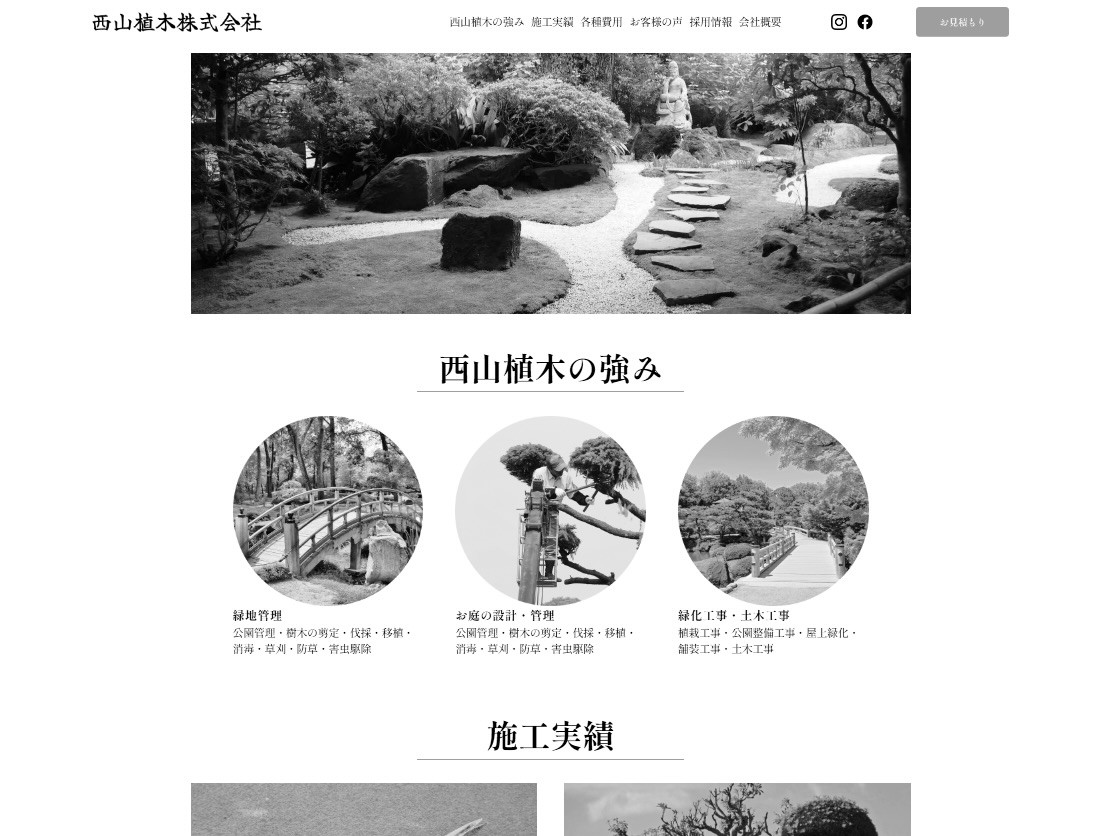 西山植木株式会社
西山植木の強み 施工実績 各種費用 お客様の声 採用情報 会社概要
お見積もり
西山植木の強み
緑地管理
公園管理・樹木の剪定・伐採・移植・
消毒・草刈・防草・害虫駆除
お庭の設計・管理
公園管理・樹木の剪定・伐採・移植・
消毒・草刈・防草・害虫駆除
緑化工事・土木工事
植栽工事・公園整備工事・屋上緑化・
舗装工事・土木工事
施工実績